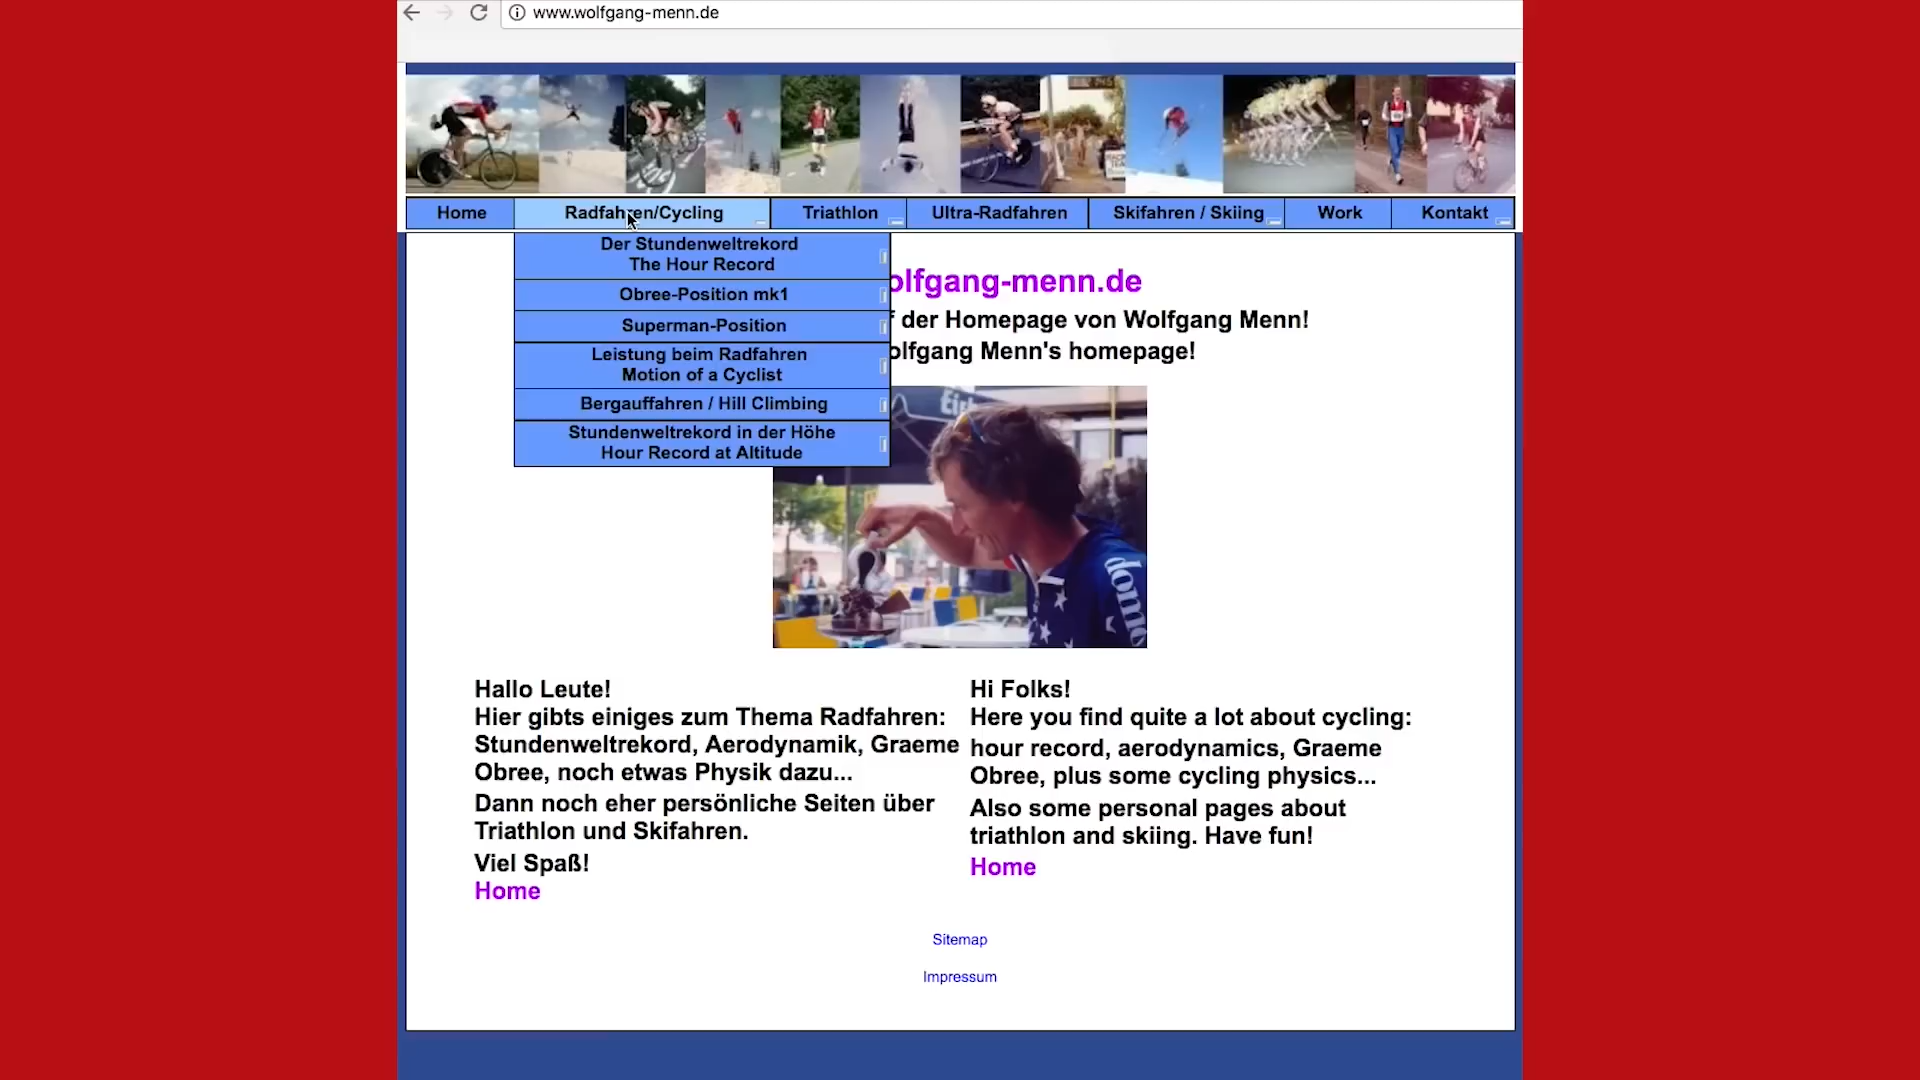 www.wolfgang-menn.de
Home
Radfahren/Cycling
Triathlon
Ultra-Radfahren
Skifahren / Skiing
Work
Kontakt
Der Stundenweltrekord
The Hour Record
Obree-Position mk1
Superman-Position
Leistung beim Radfahren
Motion of a Cyclist
Bergauffahren / Hill Climbing
Stundenweltrekord in der Höhe
Hour Record at Altitude
olfgang-menn.de
der Homepage von Wolfgang Menn!
olfgang Menn's homepage!
Hallo Leute!
Hier gibts einiges zum Thema Radfahren:
Stundenweltrekord, Aerodynamik, Graeme
Obree, noch etwas Physik dazu...
Dann noch eher persönliche Seiten über
Triathlon und Skifahren.
Viel Spaß!
Home
Hi Folks!
Here you find quite a lot about cycling:
hour record, aerodynamics, Graeme
Obree, plus some cycling physics...
Also some personal pages about
triathlon and skiing. Have fun!
Home
Sitemap
Impressum